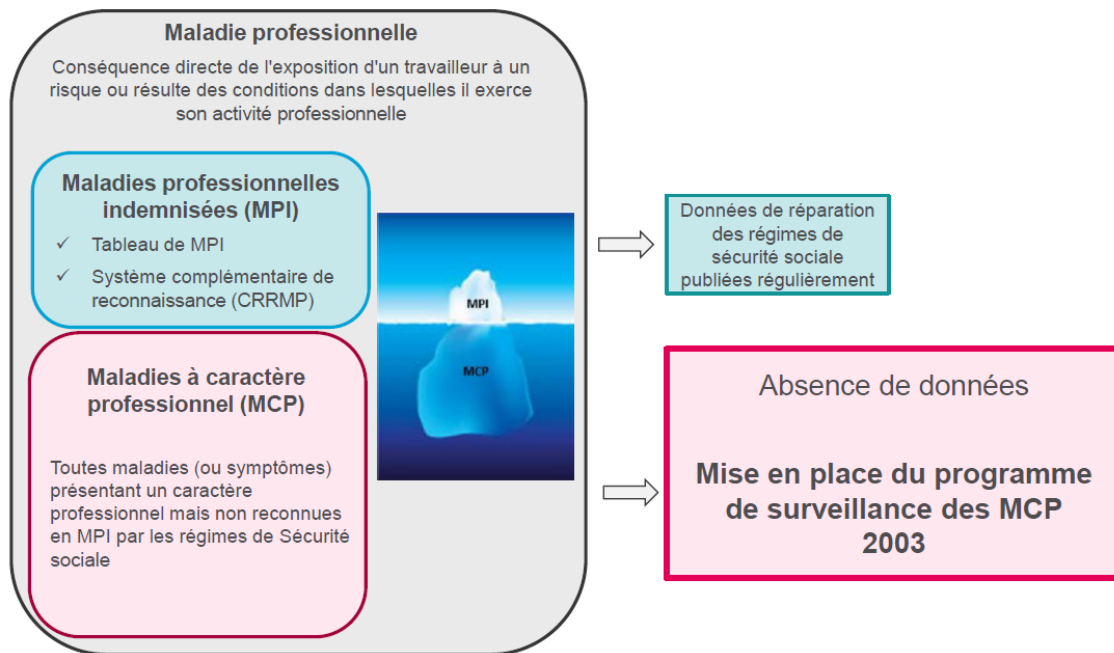 Maladie professionnelle
Conséquence directe de l'exposition d'un travailleur à un
risque ou résulte des conditions dans lesquelles il exerce
son activité professionnelle
Maladies professionnelles
indemnisées (MPI)
✓ Tableau de MPI
✓ Système complémentaire de
reconnaissance (CRRMP)
MPI
MCP
Maladies à caractère
professionnel (MCP)
Toutes maladies (ou symptômes)
présentant un caractère
professionnel mais non reconnues
en MPI par les régimes de Sécurité
sociale
Données de réparation
des régimes de
sécurité sociale
publiées régulièrement
Absence de données
Mise en place du programme
de surveillance des MCP
2003